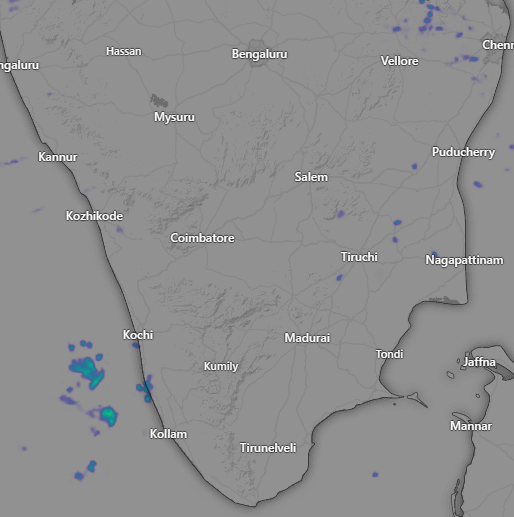 Hassan
Bengaluru
Chenn
ngaluru
Vellore
Mysuru
Kannur
Puducherry
Salem
Kozhikode
Coimbatore
Tiruchi
Nagapattinam
Kochi
Madurai
Tondi
Kumily
Jaffna
Kollam
Mannar
Tirunelveli